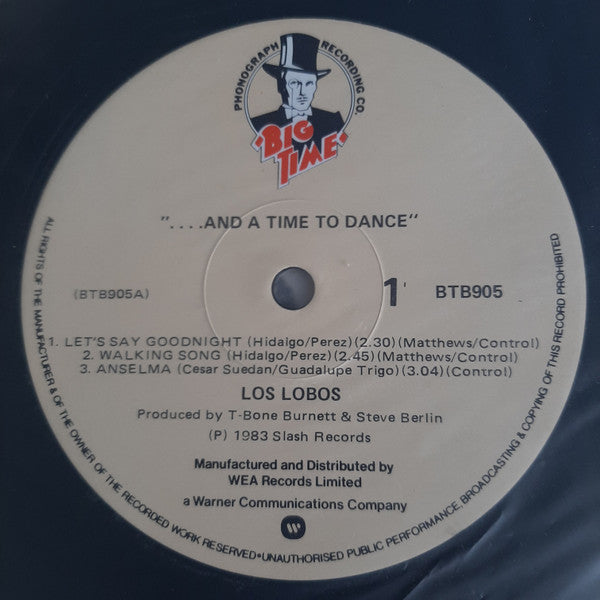 PHONOGRAPH RECORDING CO.
BIG
TIME
"....AND A TIME TO DANCE"
(BTB905A)
1
BTB905
1. LET'S SAY GOODNIGHT (Hidalgo/Perez)(2.30)(Matthews/Control)
2. WALKING SONG (Hidalgo/Perez)(2.45)(Matthews/Control)
3. ANSELMA (Cesar Suedan/Guadalupe Trigo)(3.04)(Control)
LOS LOBOS
Produced by T-Bone Burnett & Steve Berlin
(P) 1983 Slash Records
Manufactured and Distributed by
WEA Records Limited
a Warner Communications Company
ALL RIGHTS OF THE MANUFACTURER & OF THE OWNER OF THE RECORDED WORK RESERVED•UNAUTHORISED PUBLIC PERFORMANCE, BROADCASTING & COPYING OF THIS RECORD PROHIBITED